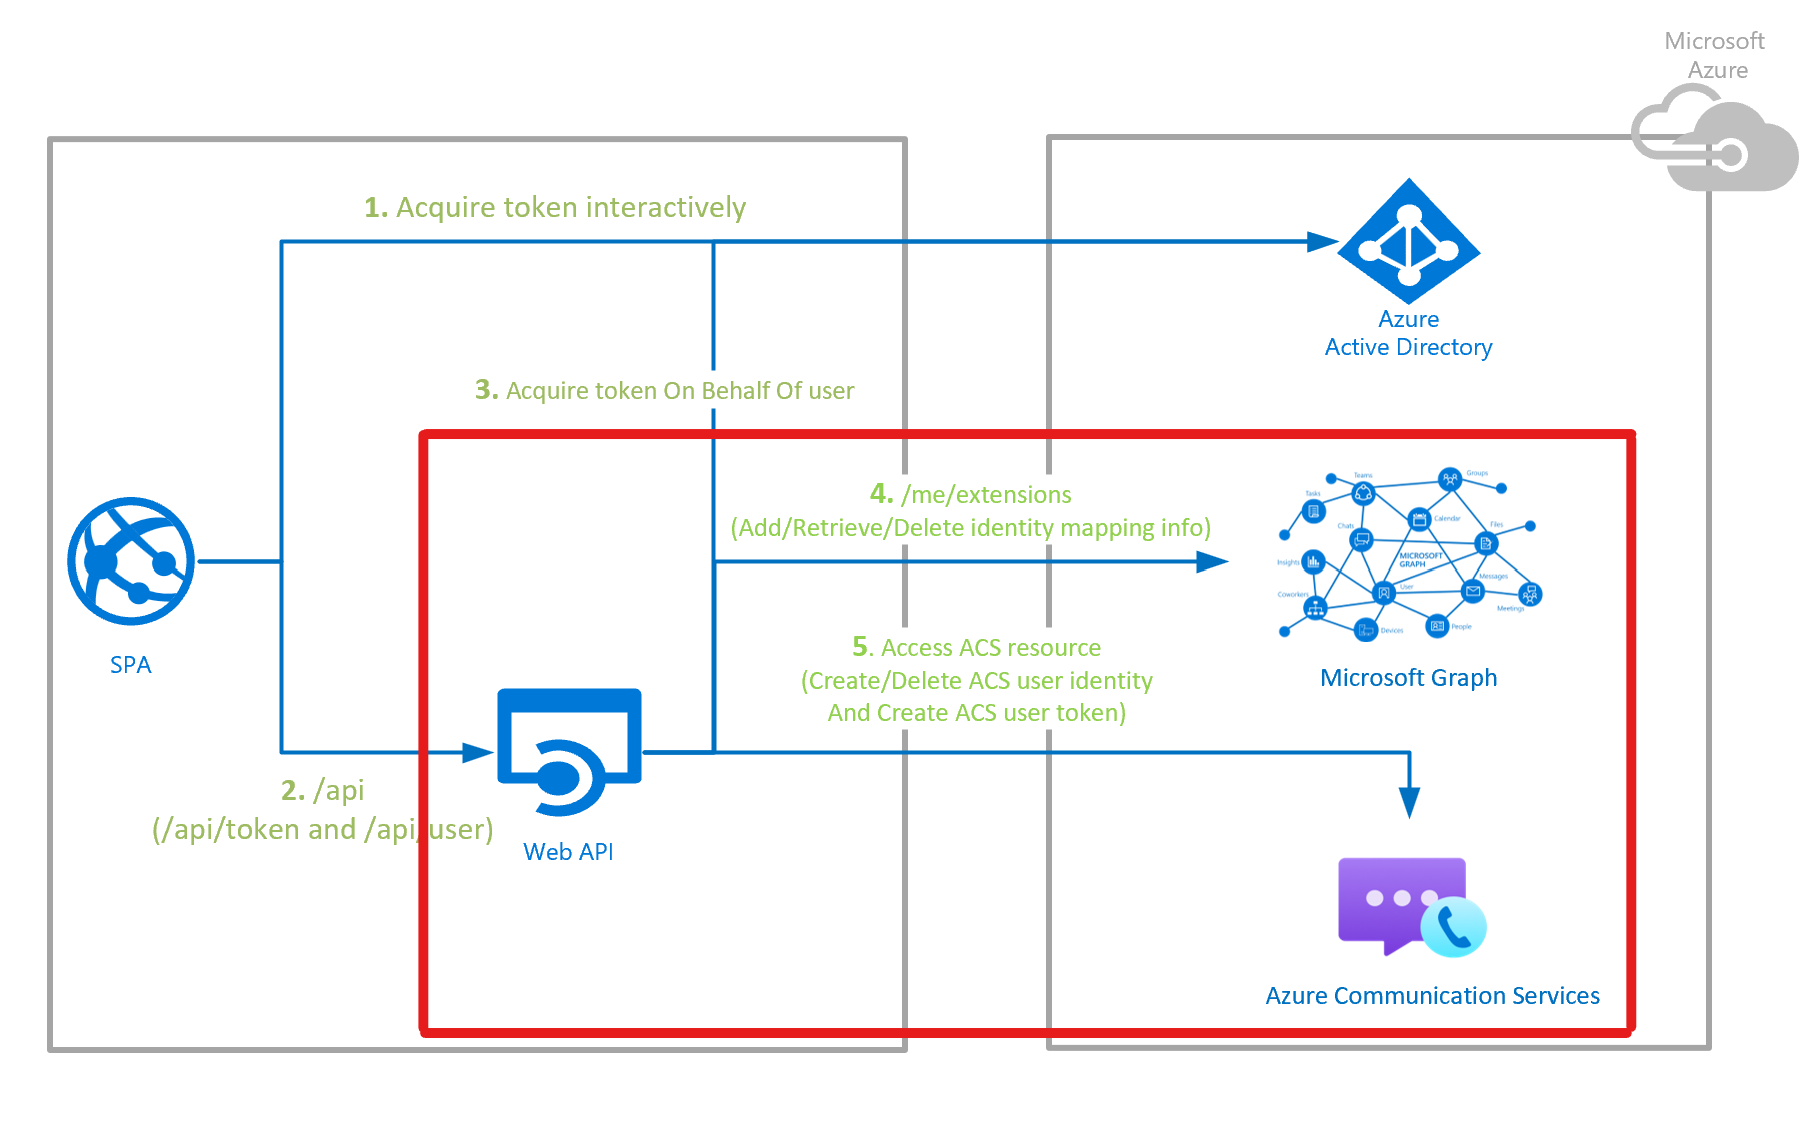 Microsoft
Azure
1. Acquire token interactively
Azure
Active Directory
3. Acquire token On Behalf Of user
4. /me/extensions
(Add/Retrieve/Delete identity mapping info)
Teams
Groups
Tasks
Chats
Calendar
Files
MICROSOFT
GRAPH
Insights
User
Messages
Coworkers
Meetings
Devices
People
Microsoft Graph
SPA
5. Access ACS resource
(Create/Delete ACS user identity
And Create ACS user token)
2. /api
(/api/token and /api/user)
Web API
Azure Communication Services